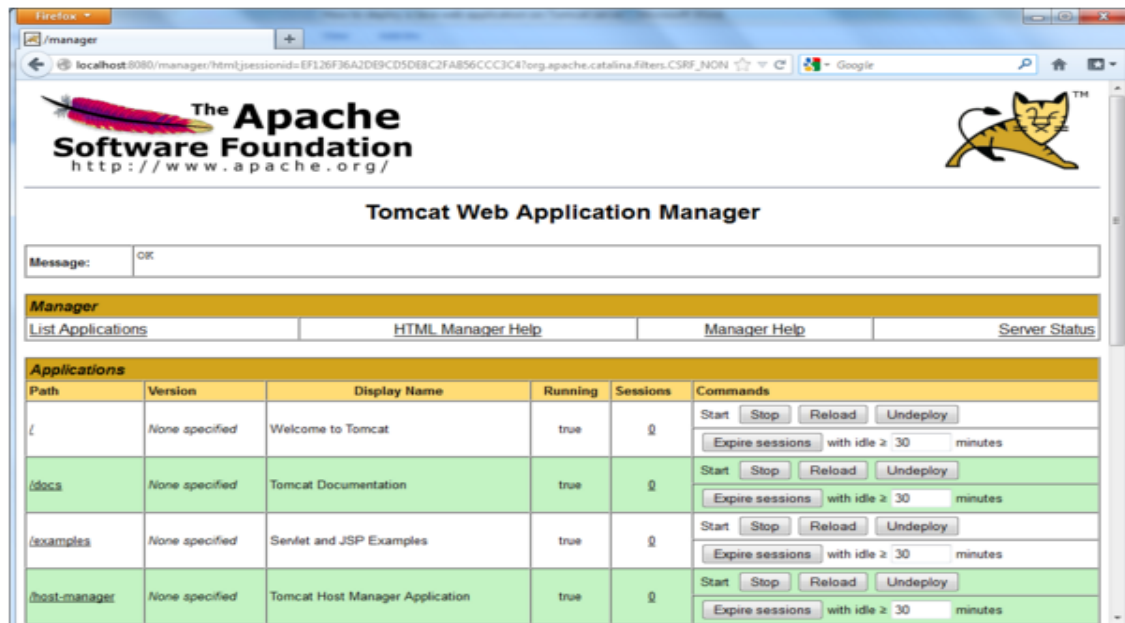 Firefox
/manager
localhost:8080/manager/html;jsessionid=EF126F36A2DE9CD5DE8C2FAB56CCC3C4?org.apache.catalina.filters.CSRF_NON
Google
The Apache
Software Foundation
http://www.apache.org/
TM
Tomcat Web Application Manager
Message: OK
Manager
List Applications HTML Manager Help Manager Help Server Status
Applications
Path Version Display Name Running Sessions Commands
/ None specified Welcome to Tomcat true 0 Start Stop Reload Undeploy
Expire sessions with idle ≥ 30 minutes
/docs None specified Tomcat Documentation true 0 Start Stop Reload Undeploy
Expire sessions with idle ≥ 30 minutes
/examples None specified Servlet and JSP Examples true 0 Start Stop Reload Undeploy
Expire sessions with idle ≥ 30 minutes
/host-manager None specified Tomcat Host Manager Application true 0 Start Stop Reload Undeploy
Expire sessions with idle ≥ 30 minutes